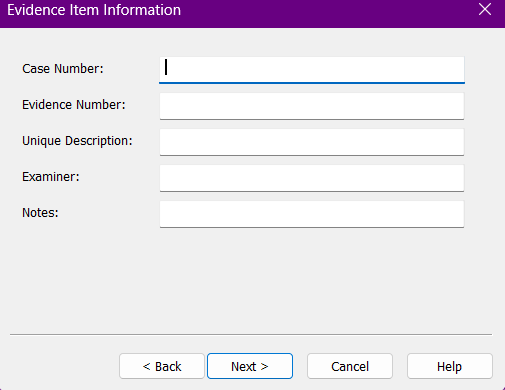 Evidence Item Information
Case Number:
Evidence Number:
Unique Description:
Examiner:
Notes:
< Back Next > Cancel Help